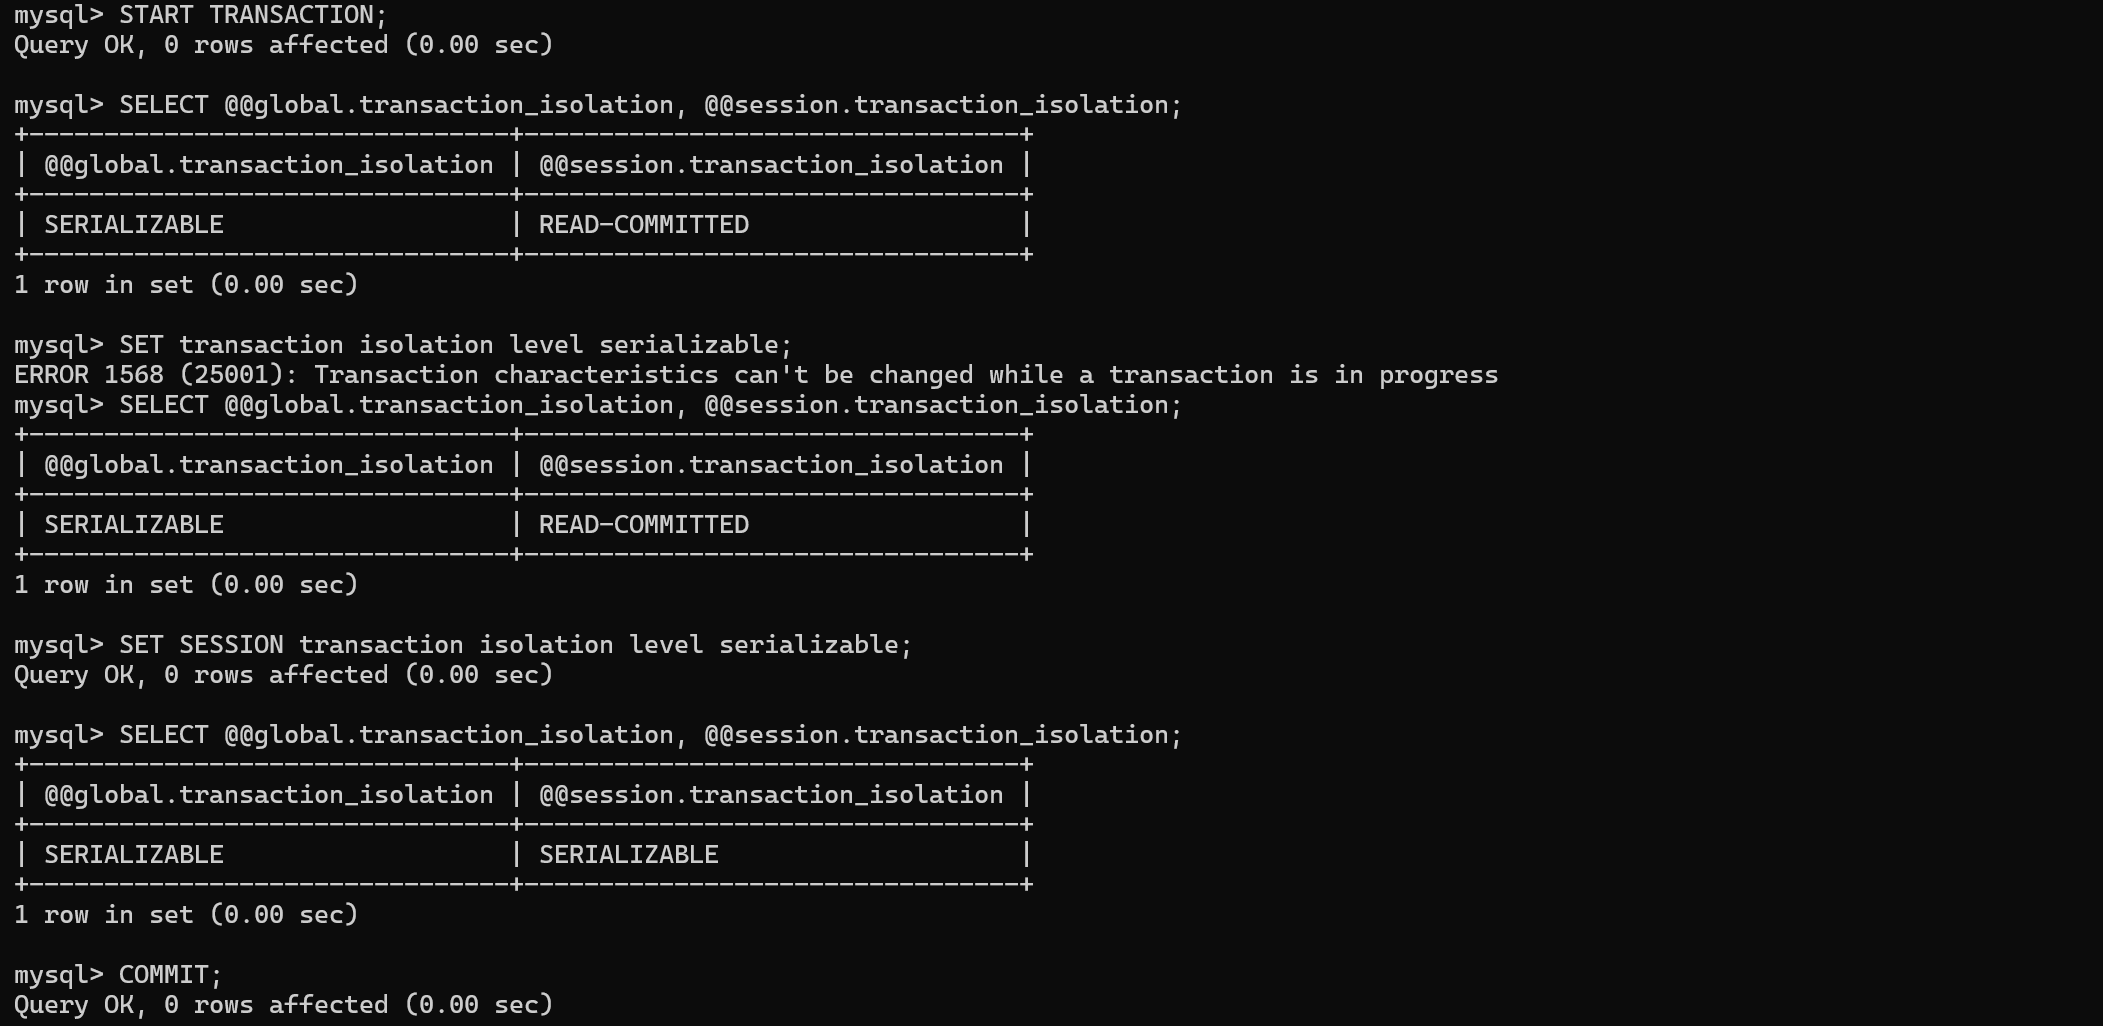 mysql> START TRANSACTION;
Query OK, 0 rows affected (0.00 sec)

mysql> SELECT @@global.transaction_isolation, @@session.transaction_isolation;
+--------------------------------+---------------------------------+
| @@global.transaction_isolation | @@session.transaction_isolation |
+--------------------------------+---------------------------------+
| SERIALIZABLE                   | READ-COMMITTED                  |
+--------------------------------+---------------------------------+
1 row in set (0.00 sec)

mysql> SET transaction isolation level serializable;
ERROR 1568 (25001): Transaction characteristics can't be changed while a transaction is in progress
mysql> SELECT @@global.transaction_isolation, @@session.transaction_isolation;
+--------------------------------+---------------------------------+
| @@global.transaction_isolation | @@session.transaction_isolation |
+--------------------------------+---------------------------------+
| SERIALIZABLE                   | READ-COMMITTED                  |
+--------------------------------+---------------------------------+
1 row in set (0.00 sec)

mysql> SET SESSION transaction isolation level serializable;
Query OK, 0 rows affected (0.00 sec)

mysql> SELECT @@global.transaction_isolation, @@session.transaction_isolation;
+--------------------------------+---------------------------------+
| @@global.transaction_isolation | @@session.transaction_isolation |
+--------------------------------+---------------------------------+
| SERIALIZABLE                   | SERIALIZABLE                    |
+--------------------------------+---------------------------------+
1 row in set (0.00 sec)

mysql> COMMIT;
Query OK, 0 rows affected (0.00 sec)